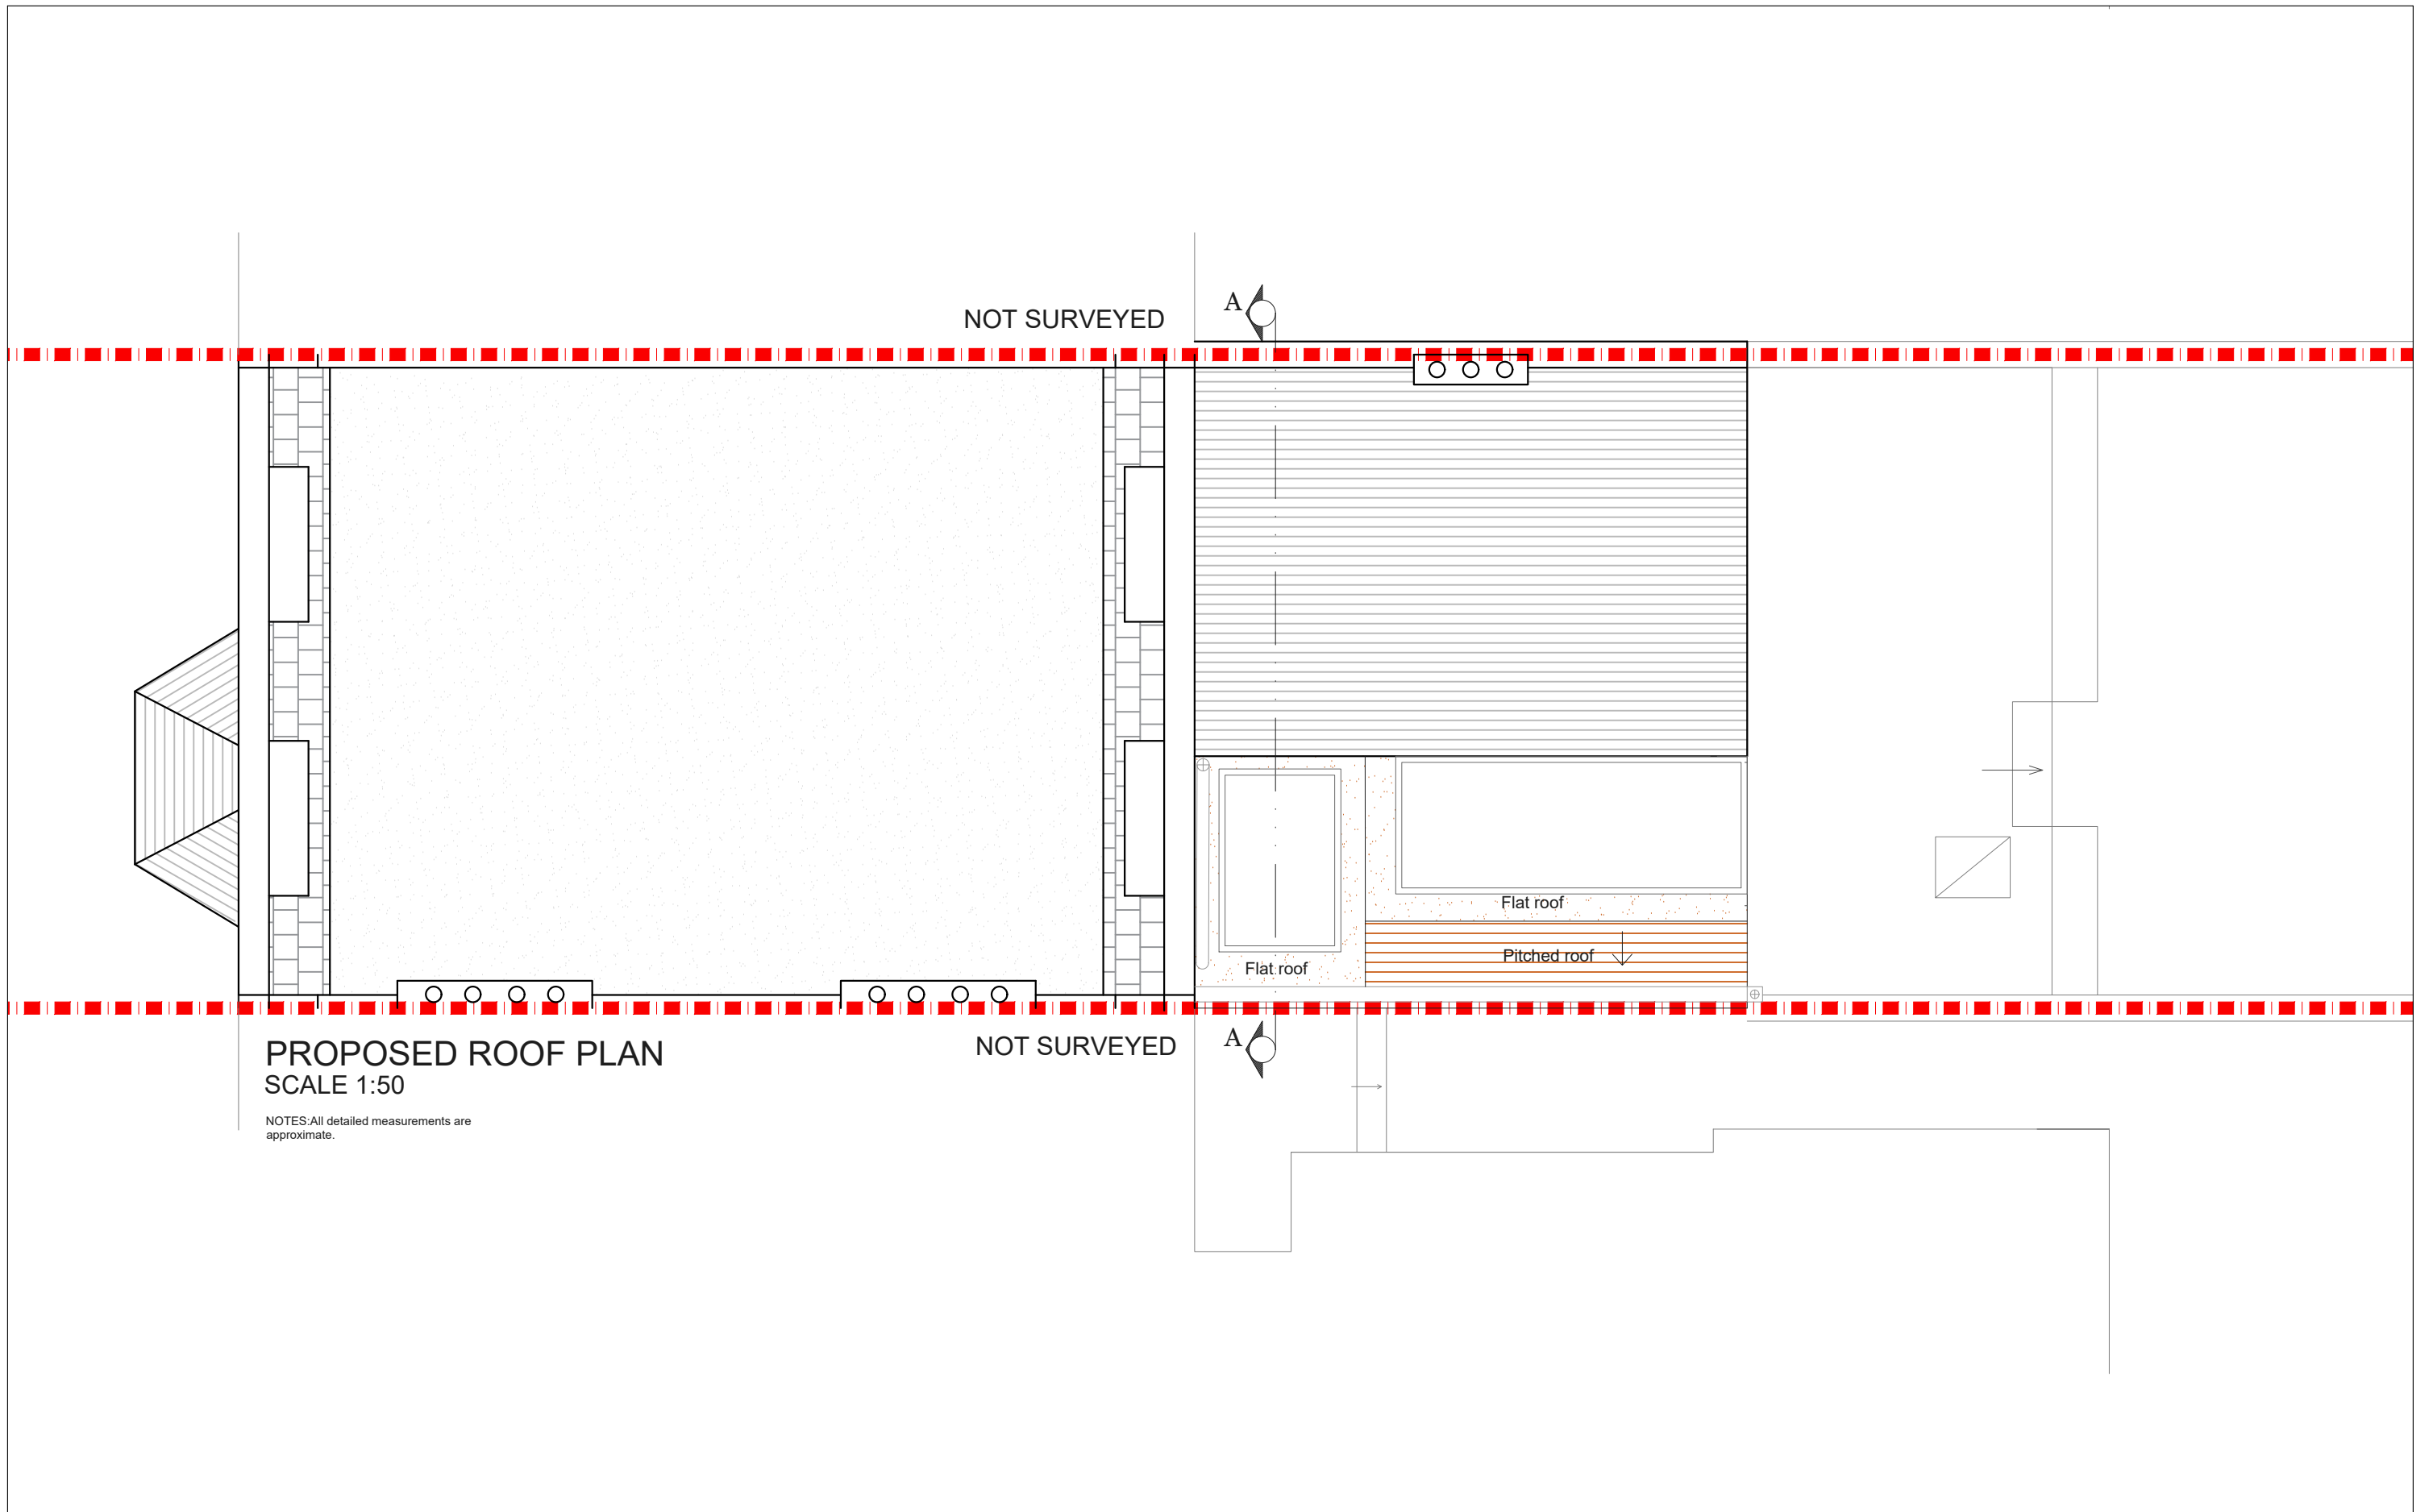 NOT SURVEYED
A
Flat roof
Pitched roof
Flat roof
NOT SURVEYED
A
PROPOSED ROOF PLAN
SCALE 1:50
NOTES:All detailed measurements are
approximate.